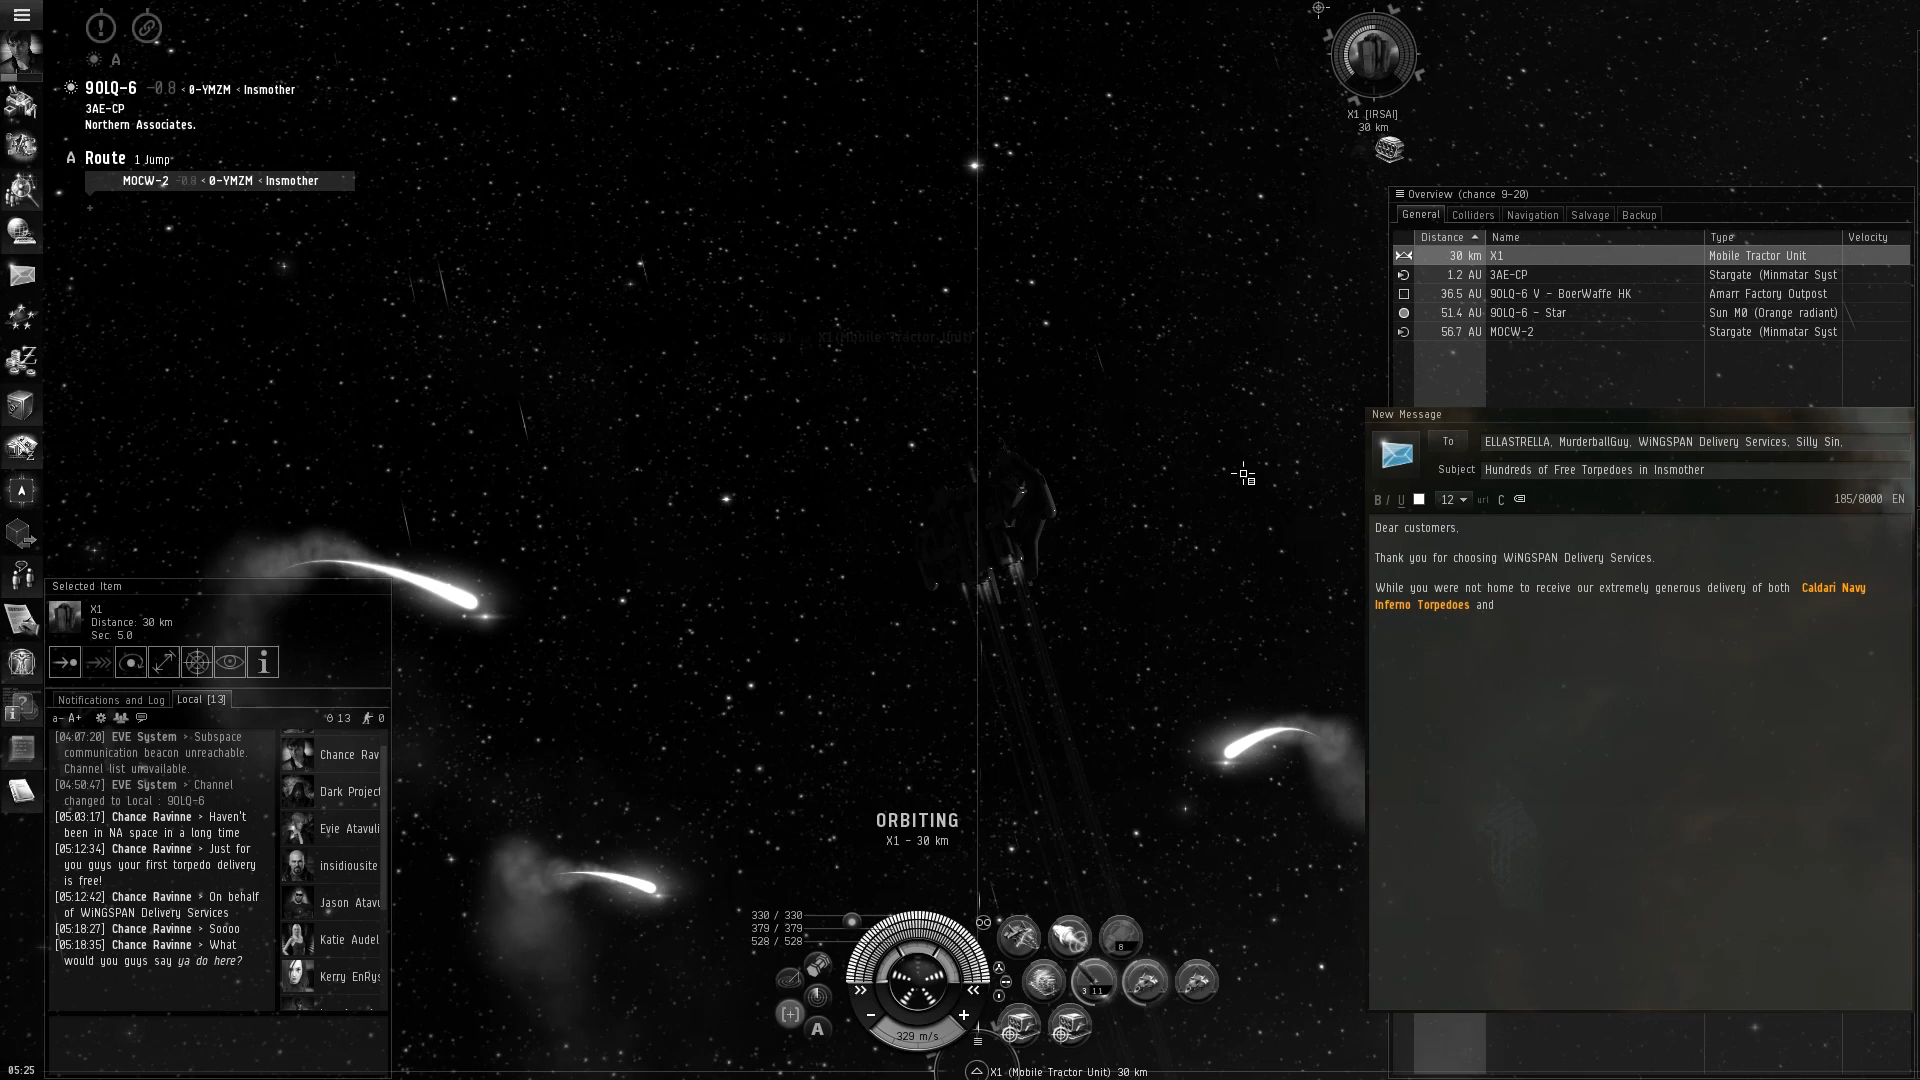 9OLQ-6 -0.8 < 0-YMZM < Insmother
3AE-CP
Northern Associates.
A Route 1 Jump
MOCW-2 -0.8 < 0-YMZM < Insmother
X1 [IRSAI]
30 km
Overview (chance 9-20)
General Colliders Navigation Salvage Backup
Distance Name Type Velocity
30 km X1 Mobile Tractor Unit
1.2 AU 3AE-CP Stargate (Minmatar Syst
36.5 AU 9OLQ-6 V - BoerWaffe HK Amarr Factory Outpost
51.4 AU 9OLQ-6 - Star Sun M0 (Orange radiant)
56.7 AU MOCW-2 Stargate (Minmatar Syst
X1 (Mobile Tractor Unit)
New Message
To ELLASTRELLA, MurderballGuy, WiNGSPAN Delivery Services, Silly Sin,
Subject Hundreds of Free Torpedoes in Insmother
B I U 12 url C 185/8000 EN
Dear customers,
Thank you for choosing WiNGSPAN Delivery Services.
While you were not home to receive our extremely generous delivery of both Caldari Navy
Inferno Torpedoes and
Selected Item
X1
Distance: 30 km
Sec. 5.0
Notifications and Log Local [13]
a- A+ 13 0
[04:07:20] EVE System > Subspace
communication beacon unreachable.
Channel list unavailable.
[04:50:47] EVE System > Channel
changed to Local : 9OLQ-6
[05:03:17] Chance Ravinne > Haven't
been in NA space in a long time
[05:12:34] Chance Ravinne > Just for
you guys your first torpedo delivery
is free!
[05:12:42] Chance Ravinne > On behalf
of WiNGSPAN Delivery Services
[05:18:27] Chance Ravinne > Soooo
[05:18:35] Chance Ravinne > What
would you guys say ya do here?
Chance Rav
Dark Project
Evie Atavuli
insidiousite
Jason Atavu
Katie Audel
Kerry EnRys
ORBITING
X1 - 30 km
330 / 330
379 / 379
528 / 528
8
3 11
A
329 m/s
X1 (Mobile Tractor Unit) 30 km
05:25